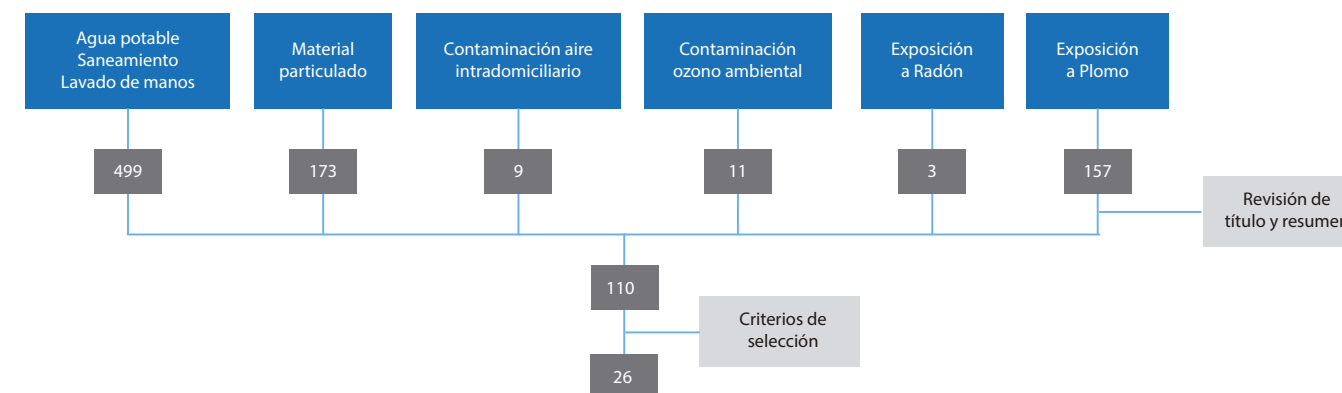 Agua potable
Saneamiento
Lavado de manos
Material
particulado
Contaminación aire
intradomiciliario
Contaminación
ozono ambiental
Exposición
a Radón
Exposición
a Plomo
499
173
9
11
3
157
Revisión de
título y resumen
110
Criterios de
selección
26